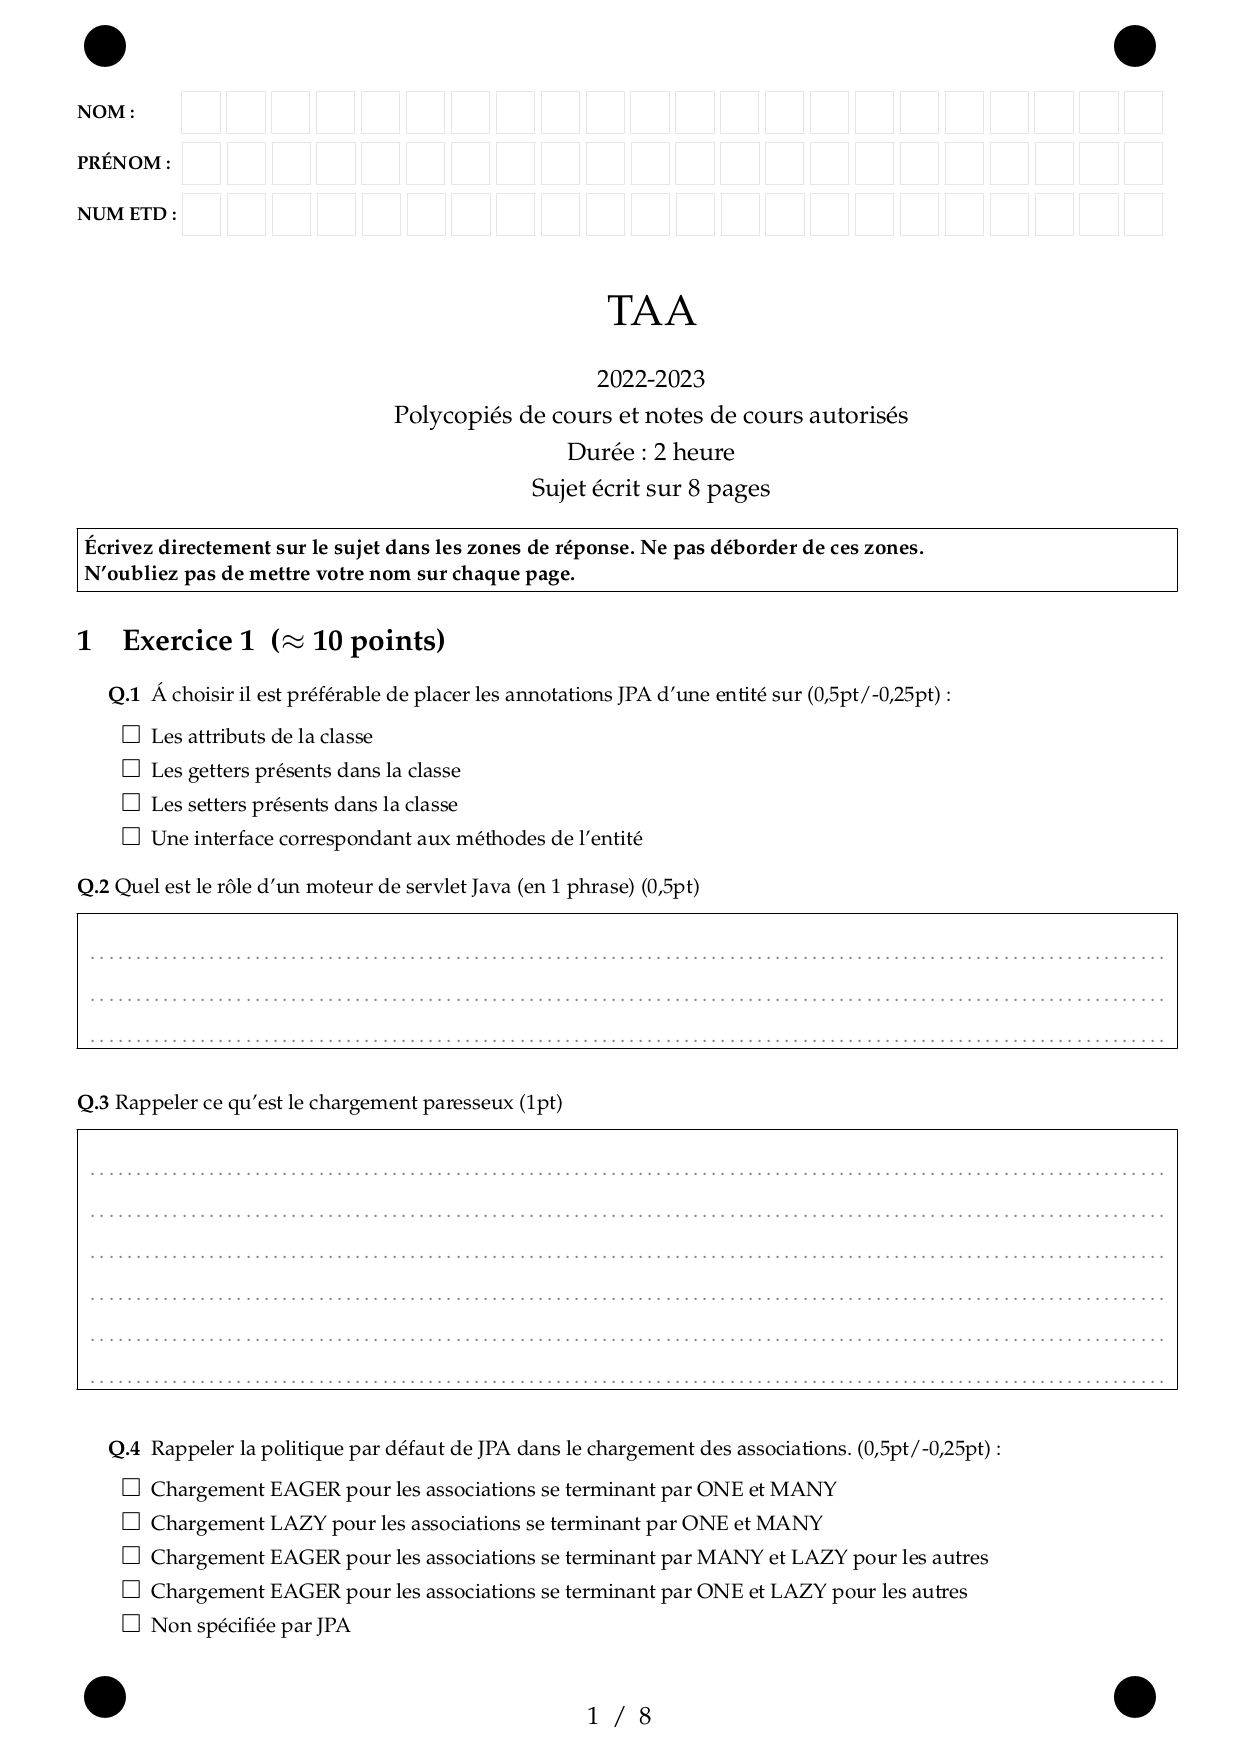 NOM :
PRÉNOM :
NUM ETD :
TAA
2022-2023
Polycopiés de cours et notes de cours autorisés
Durée : 2 heure
Sujet écrit sur 8 pages
Écrivez directement sur le sujet dans les zones de réponse. Ne pas déborder de ces zones.
N'oubliez pas de mettre votre nom sur chaque page.
1 Exercice 1 (≈ 10 points)
Q.1 Á choisir il est préférable de placer les annotations JPA d'une entité sur (0,5pt/-0,25pt) :
☐ Les attributs de la classe
☐ Les getters présents dans la classe
☐ Les setters présents dans la classe
☐ Une interface correspondant aux méthodes de l'entité
Q.2 Quel est le rôle d'un moteur de servlet Java (en 1 phrase) (0,5pt)
Q.3 Rappeler ce qu'est le chargement paresseux (1pt)
Q.4 Rappeler la politique par défaut de JPA dans le chargement des associations. (0,5pt/-0,25pt) :
☐ Chargement EAGER pour les associations se terminant par ONE et MANY
☐ Chargement LAZY pour les associations se terminant par ONE et MANY
☐ Chargement EAGER pour les associations se terminant par MANY et LAZY pour les autres
☐ Chargement EAGER pour les associations se terminant par ONE et LAZY pour les autres
☐ Non spécifiée par JPA
1 / 8